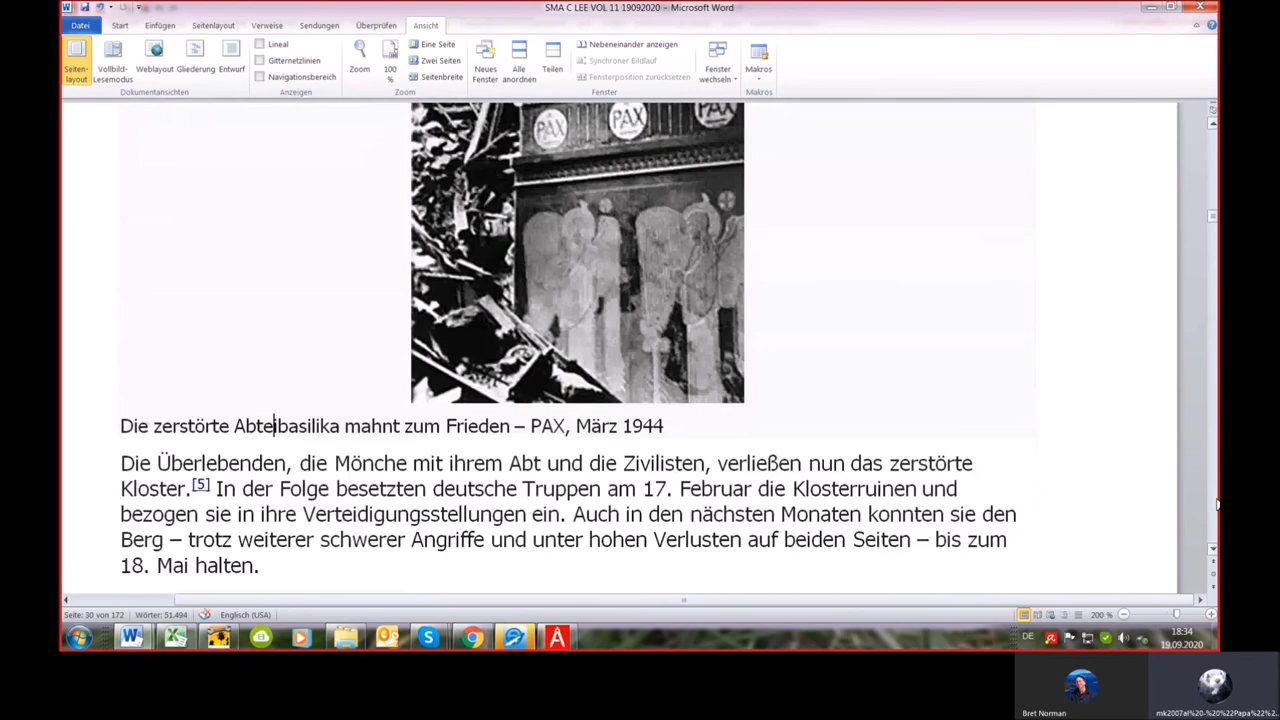 SMA C LEE VOL 11 19092020 - Microsoft Word
Datei Start Einfügen Seitenlayout Verweise Sendungen Überprüfen Ansicht
Seiten-
layout
Vollbild-
Lesemodus
Weblayout
Gliederung
Entwurf
Dokumentansichten
Lineal
Gitternetzlinien
Navigationsbereich
Anzeigen
Zoom
100
%
Eine Seite
Zwei Seiten
Seitenbreite
Zoom
Neues
Fenster
Alle
anordnen
Teilen
Nebeneinander anzeigen
Synchroner Bildlauf
Fensterposition zurücksetzen
Fenster
wechseln
Fenster
Makros
Makros
PAX PAX PAX
Die zerstörte Abteibasilika mahnt zum Frieden – PAX, März 1944
Die Überlebenden, die Mönche mit ihrem Abt und die Zivilisten, verließen nun das zerstörte
Kloster.[5] In der Folge besetzten deutsche Truppen am 17. Februar die Klosterruinen und
bezogen sie in ihre Verteidigungsstellungen ein. Auch in den nächsten Monaten konnten sie den
Berg – trotz weiterer schwerer Angriffe und unter hohen Verlusten auf beiden Seiten – bis zum
18. Mai halten.
Seite: 30 von 172 Wörter: 51.494 Englisch (USA) 200 %
DE 18:34
19.09.2020
Bret Norman mk2007al%20-%20%22Papa%22%2...